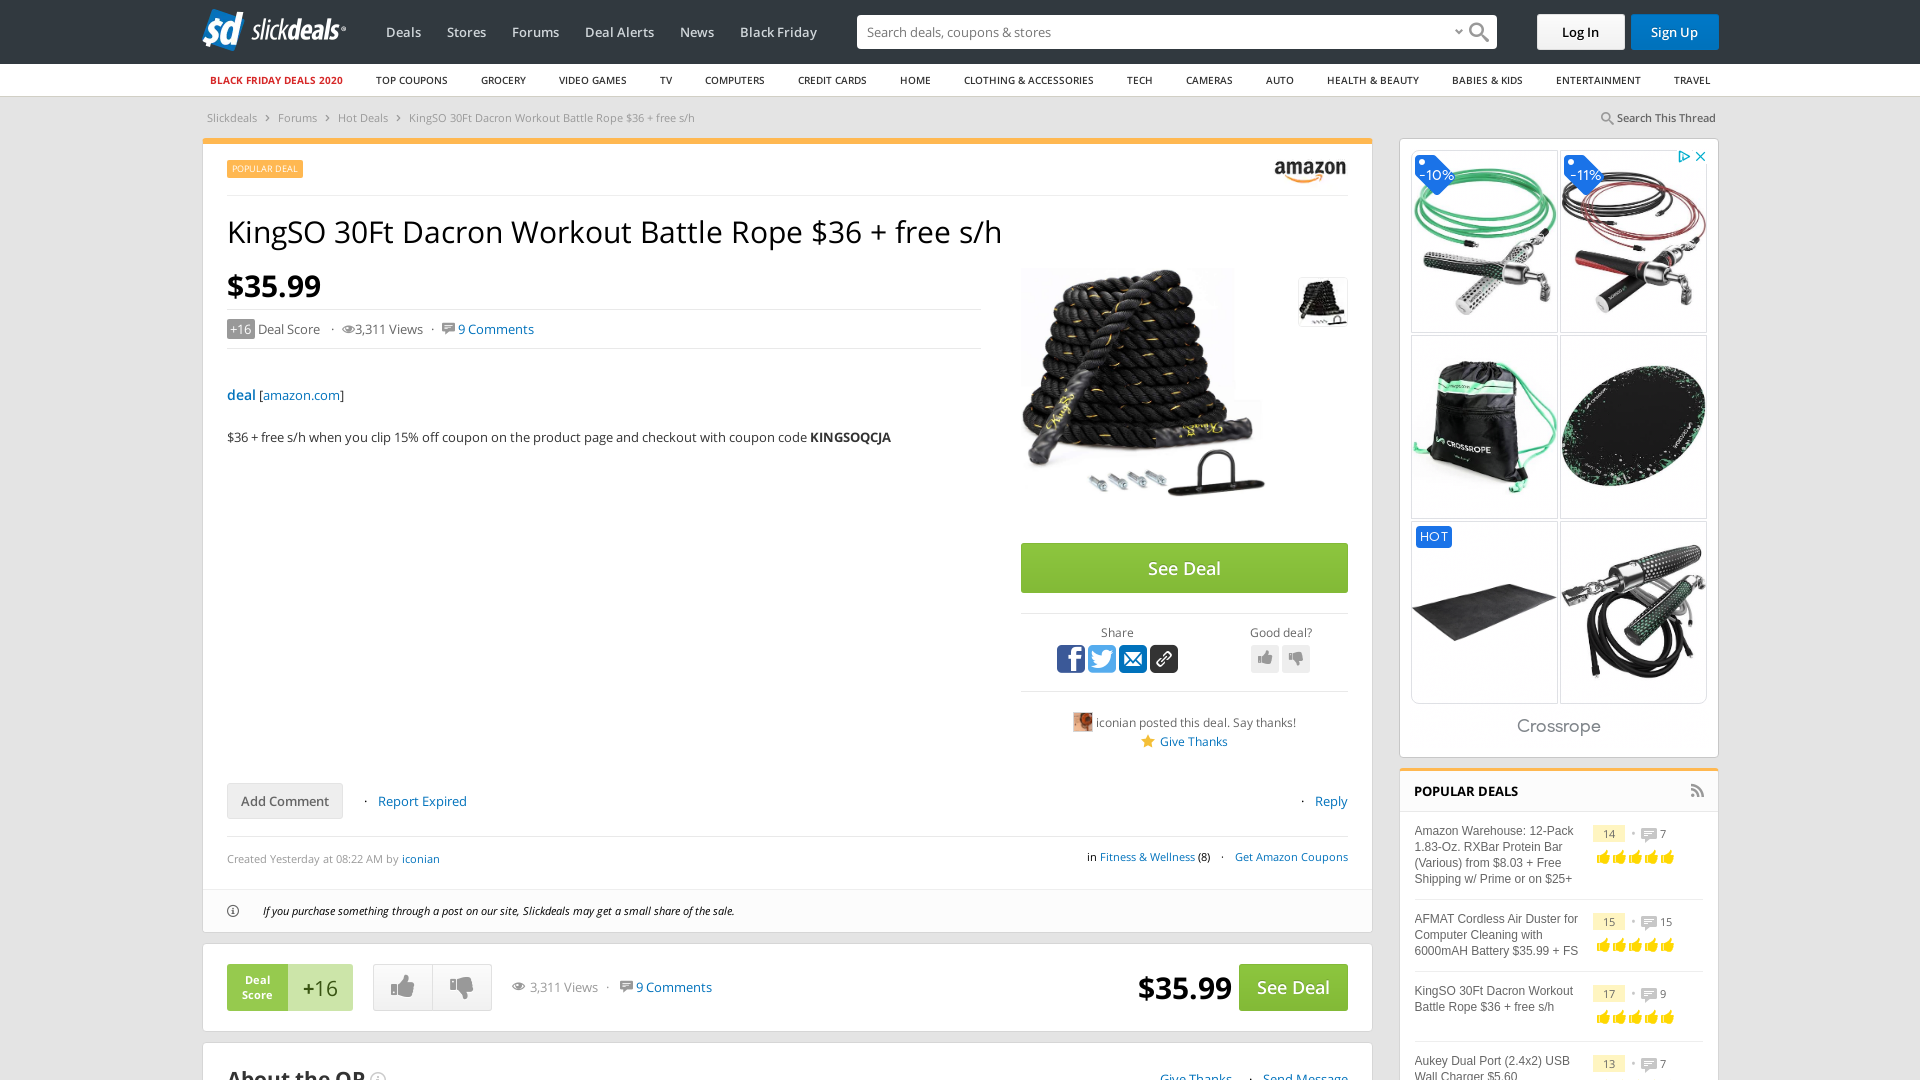 sd slickdeals
Deals Stores Forums Deal Alerts News Black Friday
Search deals, coupons & stores
Log In
Sign Up
BLACK FRIDAY DEALS 2020 TOP COUPONS GROCERY VIDEO GAMES TV COMPUTERS CREDIT CARDS HOME CLOTHING & ACCESSORIES TECH CAMERAS AUTO HEALTH & BEAUTY BABIES & KIDS ENTERTAINMENT TRAVEL
Slickdeals › Forums › Hot Deals › KingSO 30Ft Dacron Workout Battle Rope $36 + free s/h
Search This Thread
POPULAR DEAL
amazon
KingSO 30Ft Dacron Workout Battle Rope $36 + free s/h
$35.99
+16 Deal Score · 3,311 Views · 9 Comments
deal [amazon.com]
$36 + free s/h when you clip 15% off coupon on the product page and checkout with coupon code KINGSOQCJA
See Deal
Share
Good deal?
iconian posted this deal. Say thanks!
Give Thanks
Add Comment · Report Expired
· Reply
Created Yesterday at 08:22 AM by iconian
in Fitness & Wellness (8) · Get Amazon Coupons
If you purchase something through a post on our site, Slickdeals may get a small share of the sale.
Deal
Score
+16
3,311 Views · 9 Comments
$35.99
See Deal
About the OP
Give Thanks · Send Message
-10%
-11%
CROSSROPE
HOT
Crossrope
POPULAR DEALS
Amazon Warehouse: 12-Pack
1.83-Oz. RXBar Protein Bar
(Various) from $8.03 + Free
Shipping w/ Prime or on $25+
14 • 7
AFMAT Cordless Air Duster for
Computer Cleaning with
6000mAH Battery $35.99 + FS
15 • 15
KingSO 30Ft Dacron Workout
Battle Rope $36 + free s/h
17 • 9
Aukey Dual Port (2.4x2) USB
Wall Charger $5.60
13 • 7